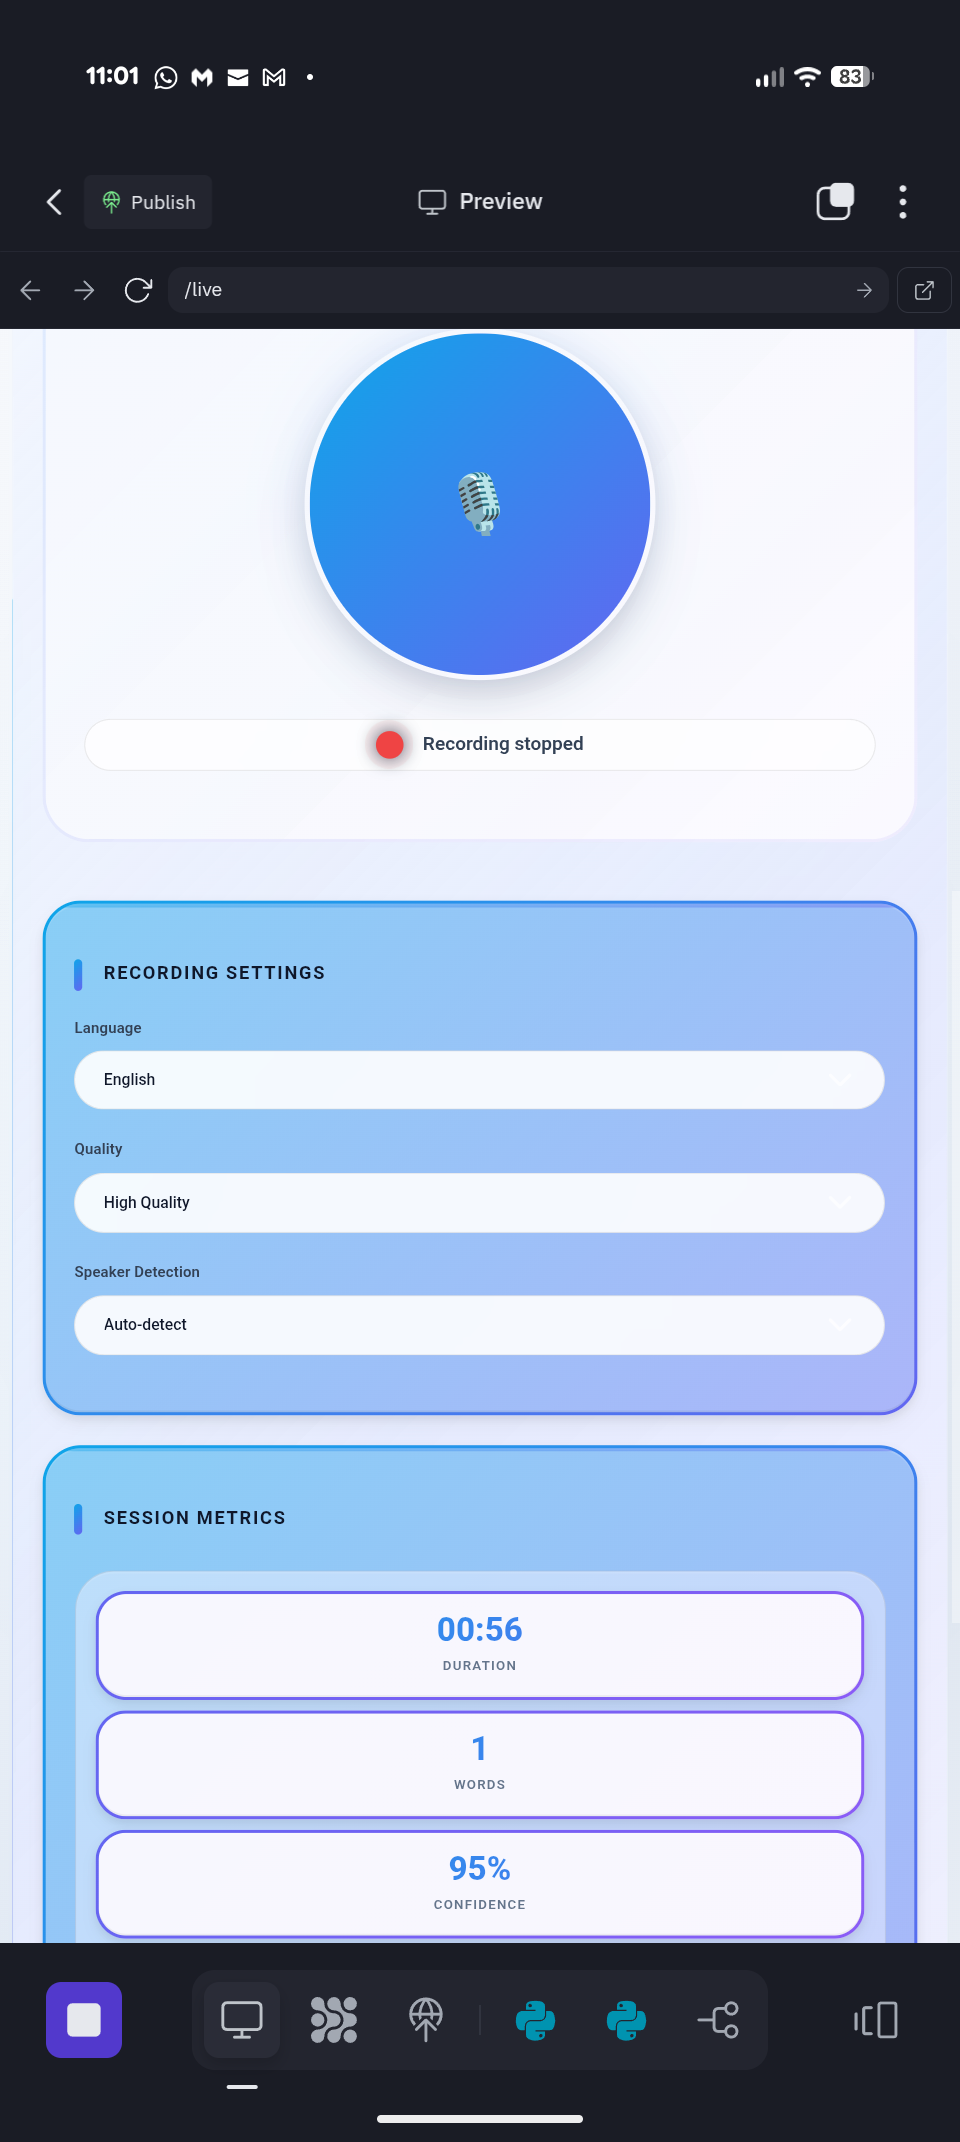 11:01
83
Publish
Preview
/live
Recording stopped
RECORDING SETTINGS
Language
English
Quality
High Quality
Speaker Detection
Auto-detect
SESSION METRICS
00:56
DURATION
1
WORDS
95%
CONFIDENCE